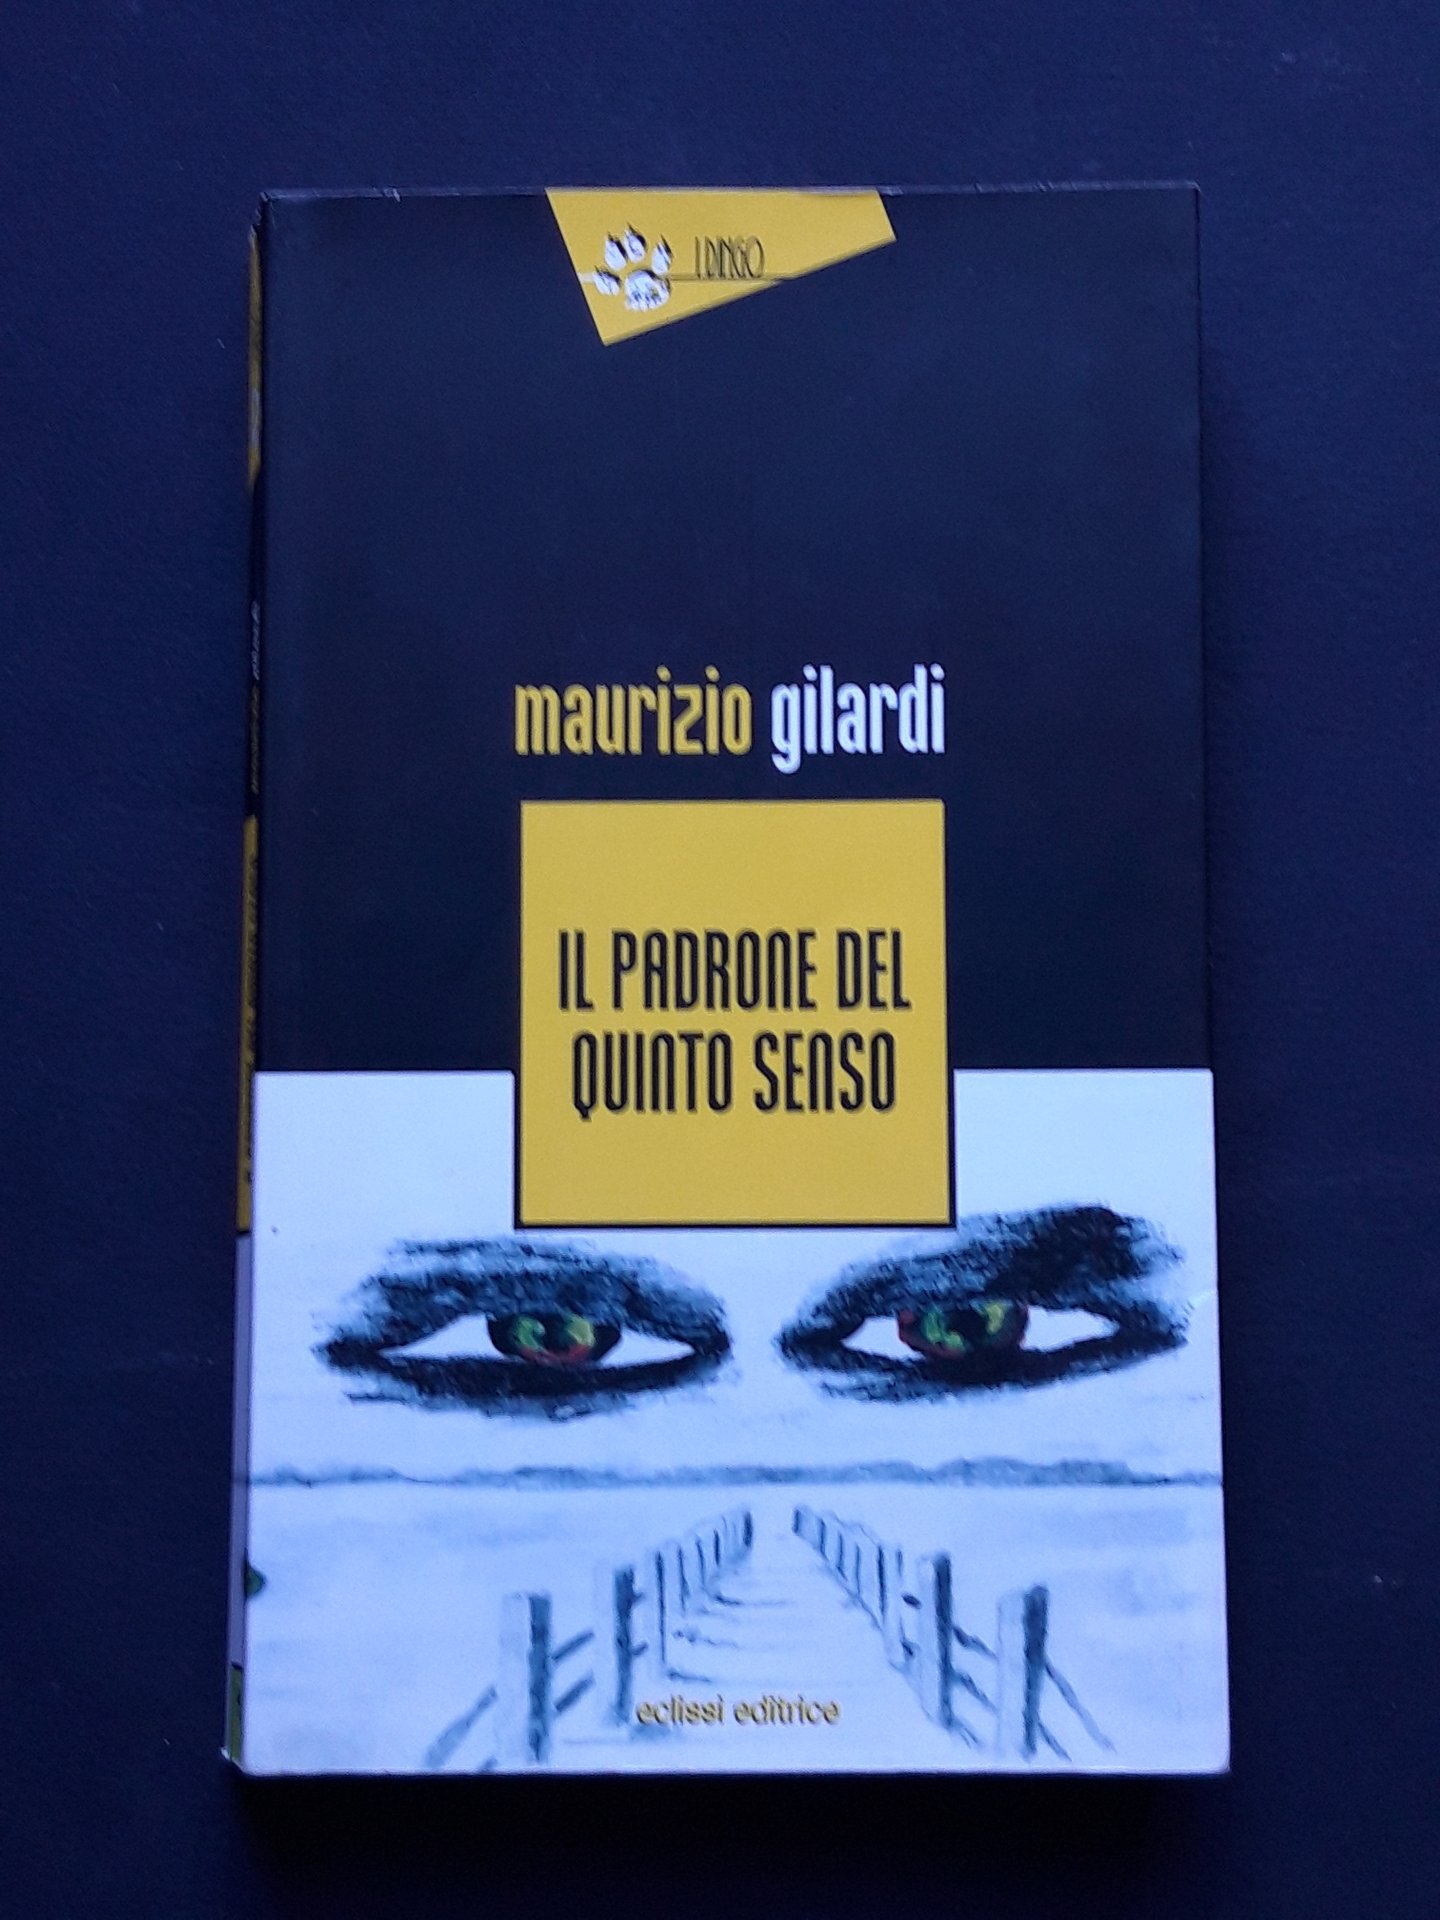 I DINGO
maurizio gilardi
IL PADRONE DEL
QUINTO SENSO
eclissi editrice